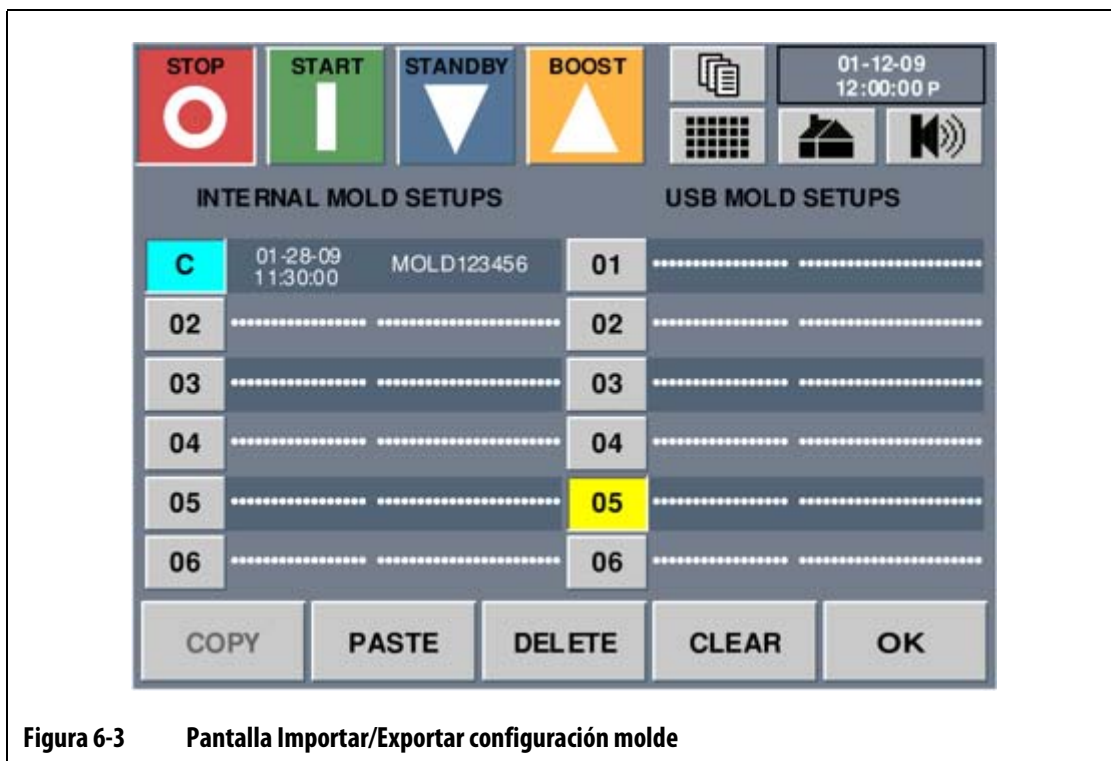 STOP START STANDBY BOOST
01-12-09
12:00:00 P
INTERNAL MOLD SETUPS USB MOLD SETUPS
C 01-28-09 MOLD123456 01
11:30:00
02 02
03 03
04 04
05 05
06 06
COPY PASTE DELETE CLEAR OK
Figura 6-3 Pantalla Importar/Exportar configuración molde